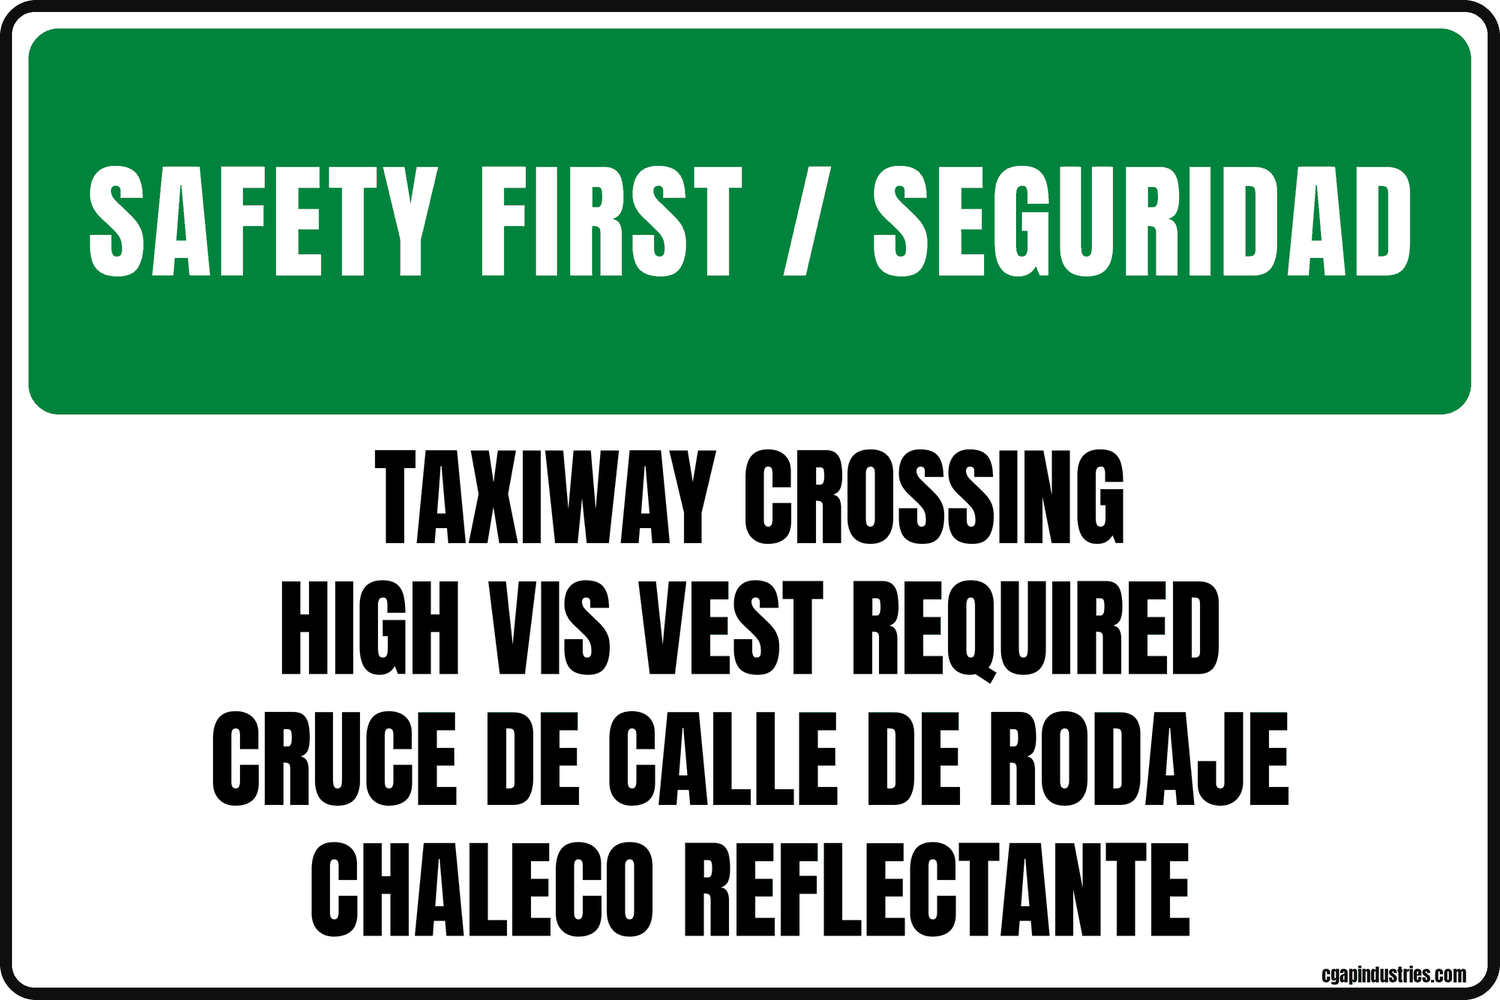 SAFETY FIRST / SEGURIDAD
TAXIWAY CROSSING
HIGH VIS VEST REQUIRED
CRUCE DE CALLE DE RODAJE
CHALECO REFLECTANTE
cgapindustries.com